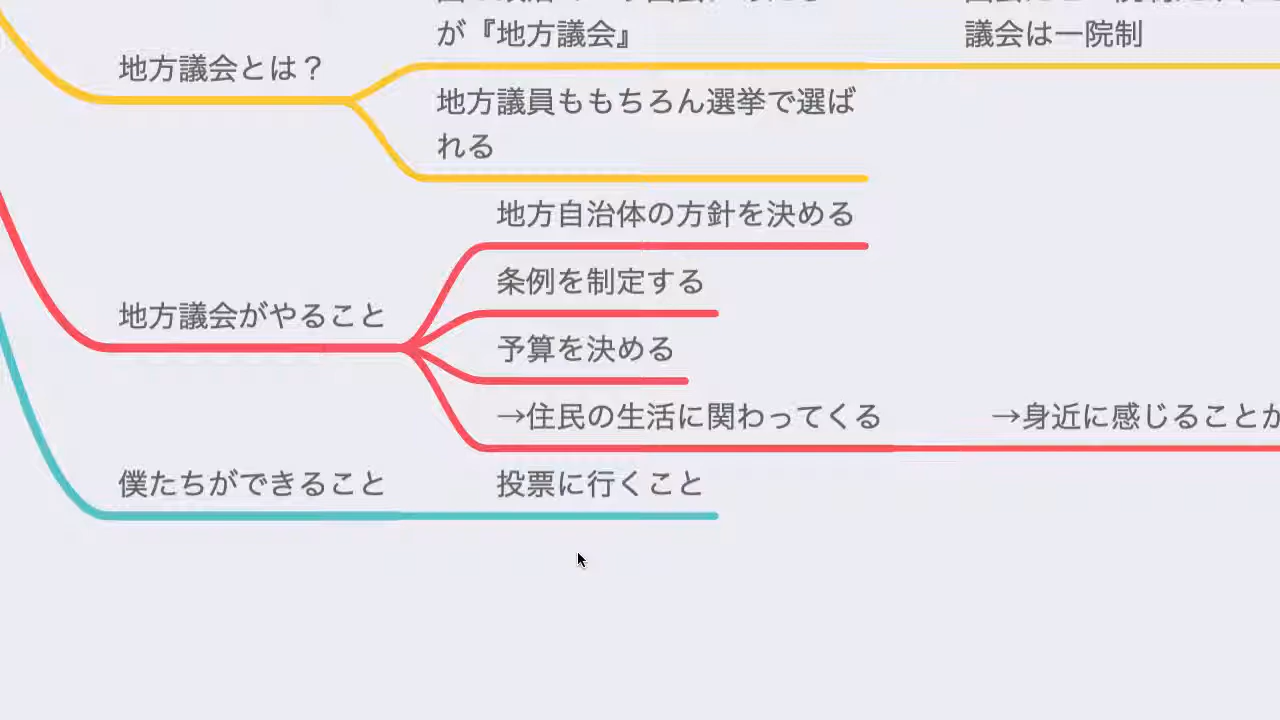 が『地方議会』
議会は一院制
地方議会とは？
地方議員ももちろん選挙で選ば
れる
地方自治体の方針を決める
条例を制定する
地方議会がやること
予算を決める
→住民の生活に関わってくる
→身近に感じることが
僕たちができること
投票に行くこと